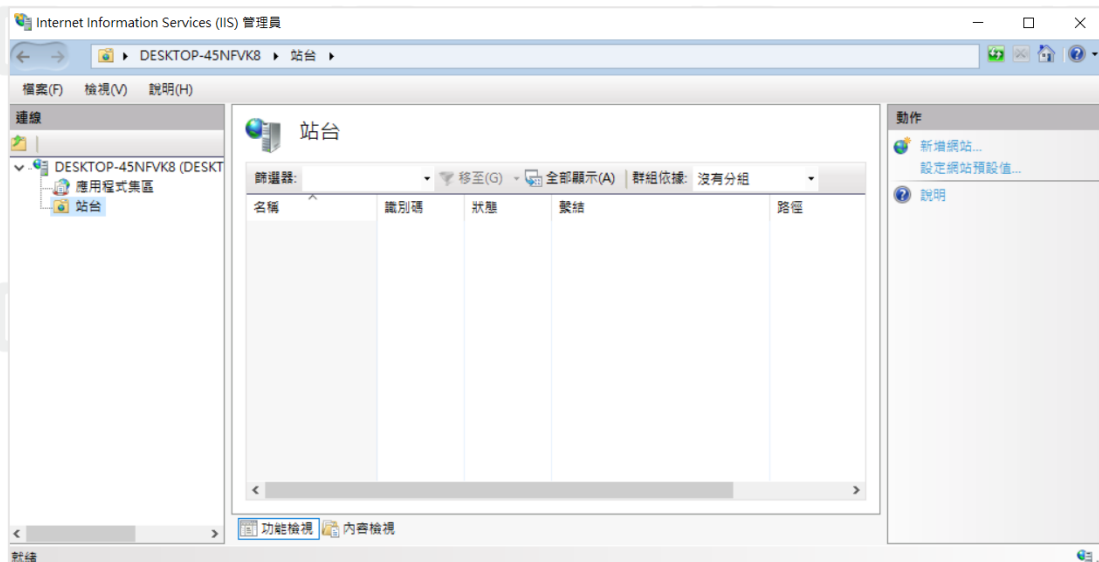 Internet Information Services (IIS) 管理員
DESKTOP-45NFVK8 站台
檔案(F) 檢視(V) 說明(H)
連線
DESKTOP-45NFVK8 (DESKT
應用程式集區
站台
站台
篩選器: 移至(G) 全部顯示(A) 群組依據: 沒有分組
名稱 識別碼 狀態 繫結 路徑
功能檢視 內容檢視
動作
新增網站...
設定網站預設值...
說明
就緒